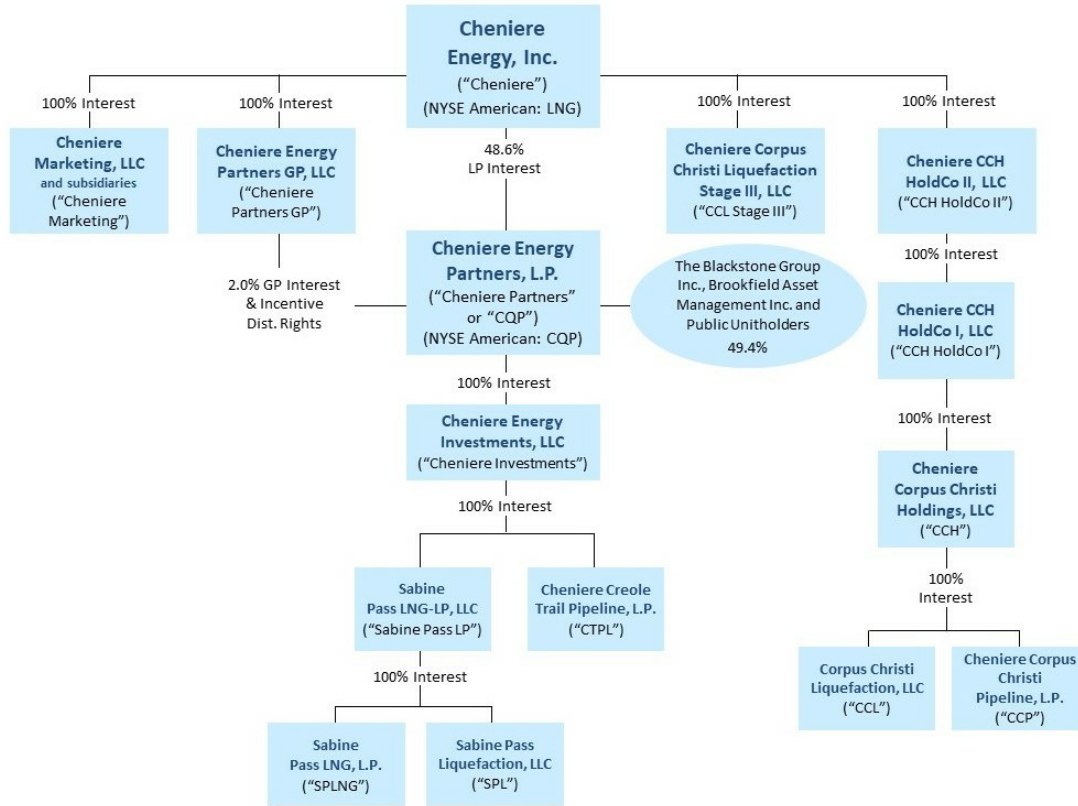 Cheniere
Energy, Inc.
(“Cheniere”)
(NYSE American: LNG)
100% Interest
100% Interest
100% Interest
100% Interest
Cheniere
Marketing, LLC
and subsidiaries
(“Cheniere
Marketing”)
Cheniere Energy
Partners GP, LLC
(“Cheniere
Partners GP”)
48.6%
LP Interest
Cheniere Corpus
Christi Liquefaction
Stage III, LLC
(“CCL Stage III”)
Cheniere CCH
HoldCo II, LLC
(“CCH HoldCo II”)
2.0% GP Interest
& Incentive
Dist. Rights
Cheniere Energy
Partners, L.P.
(“Cheniere Partners”
or “CQP”)
(NYSE American: CQP)
The Blackstone Group
Inc., Brookfield Asset
Management Inc. and
Public Unitholders
49.4%
100% Interest
Cheniere CCH
HoldCo I, LLC
(“CCH HoldCo I”)
100% Interest
Cheniere Energy
Investments, LLC
(“Cheniere Investments”)
100% Interest
Cheniere
Corpus Christi
Holdings, LLC
(“CCH”)
100% Interest
Sabine
Pass LNG-LP, LLC
(“Sabine Pass LP”)
Cheniere Creole
Trail Pipeline, L.P.
(“CTPL”)
100%
Interest
100% Interest
Corpus Christi
Liquefaction, LLC
(“CCL”)
Cheniere Corpus
Christi
Pipeline, L.P.
(“CCP”)
Sabine
Pass LNG, L.P.
(“SPLNG”)
Sabine Pass
Liquefaction, LLC
(“SPL”)